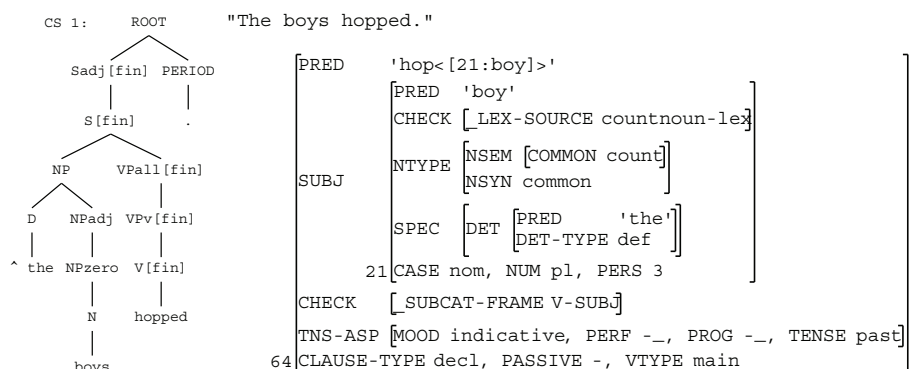 CS 1: ROOT "The boys hopped."
Sadj[fin] PERIOD
S[fin] .
NP VPall[fin]
D NPadj VPv[fin]
^ the NPzero V[fin]
N hopped
boys
PRED 'hop<[21:boy]>'
PRED 'boy'
CHECK [_LEX-SOURCE countnoun-lex]
SUBJ
NTYPE
NSEM [COMMON count]
NSYN common
SPEC DET
PRED 'the'
DET-TYPE def
21 CASE nom, NUM pl, PERS 3
CHECK [_SUBCAT-FRAME V-SUBJ]
TNS-ASP [MOOD indicative, PERF -_, PROG -_, TENSE past]
64 CLAUSE-TYPE decl, PASSIVE -, VTYPE main